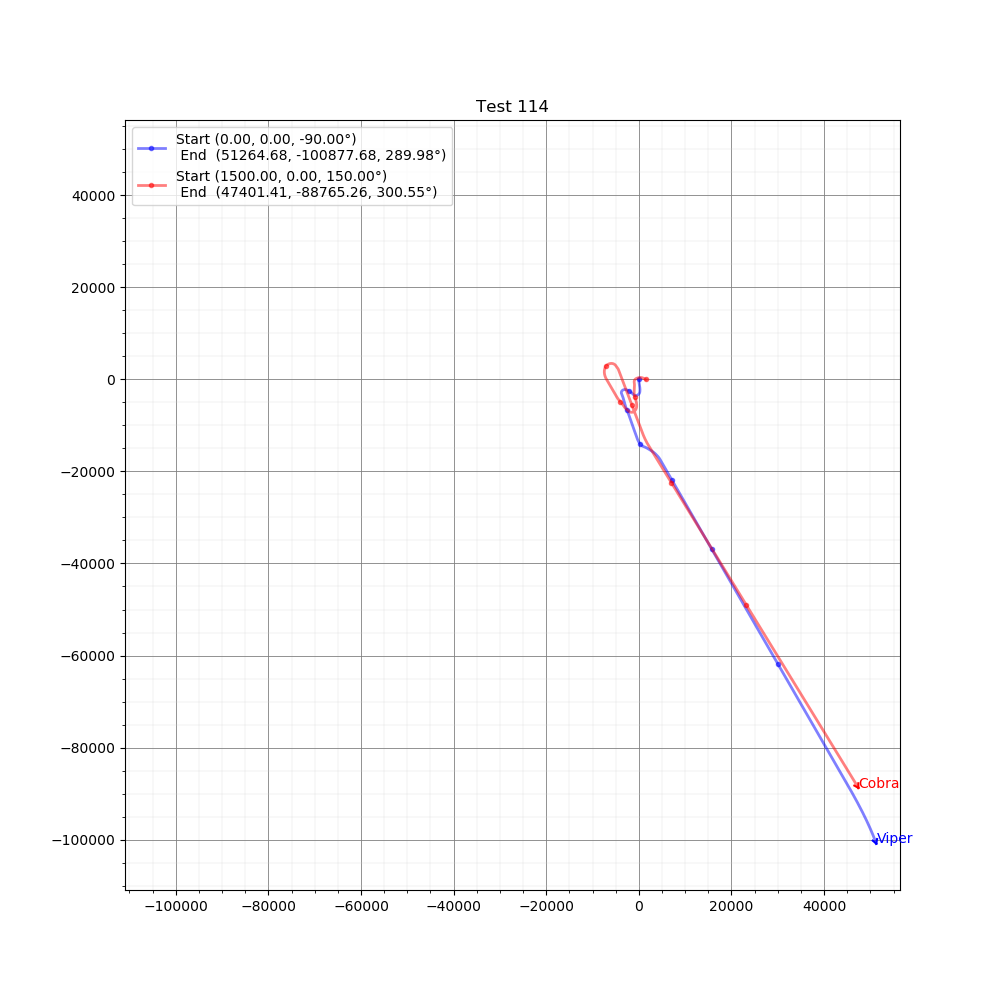 Test 114
Start (0.00, 0.00, -90.00°)
End (51264.68, -100877.68, 289.98°)
Start (1500.00, 0.00, 150.00°)
End (47401.41, -88765.26, 300.55°)
40000
20000
0
−20000
−40000
−60000
−80000
−100000
Cobra
Viper
−100000 −80000 −60000 −40000 −20000 0 20000 40000